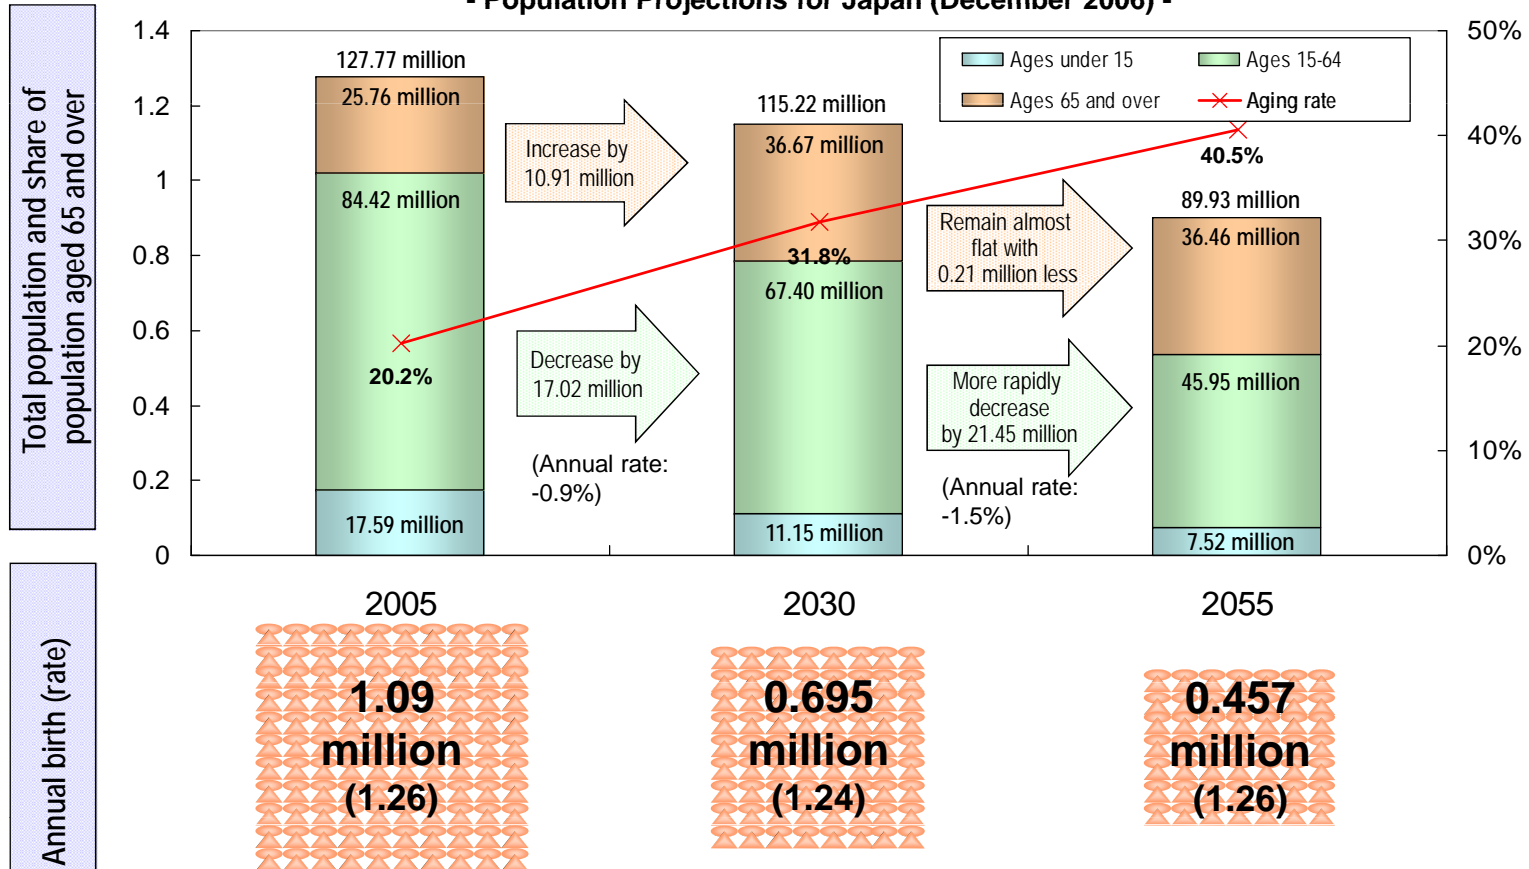 - Population Projections for Japan (December 2006) -
Total population and share of
population aged 65 and over
1.4
1.2
1
0.8
0.6
0.4
0.2
0
50%
40%
30%
20%
10%
0%
Ages under 15
Ages 15-64
Ages 65 and over
Aging rate
127.77 million
25.76 million
84.42 million
20.2%
17.59 million
Increase by
10.91 million
Decrease by
17.02 million
(Annual rate:
-0.9%)
115.22 million
36.67 million
31.8%
67.40 million
11.15 million
Remain almost
flat with
0.21 million less
More rapidly
decrease
by 21.45 million
(Annual rate:
-1.5%)
40.5%
89.93 million
36.46 million
45.95 million
7.52 million
2005
2030
2055
Annual birth (rate)
1.09
million
(1.26)
0.695
million
(1.24)
0.457
million
(1.26)